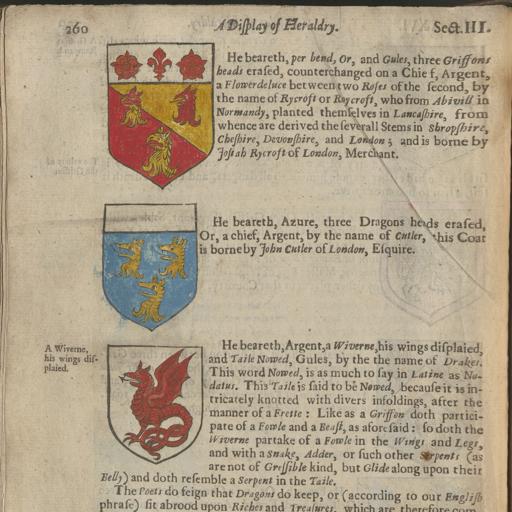 260 A Display of Heraldry. Sect. III.
He beareth, per bend, Or, and Gules, three Griffons
heads erased, counterchanged on a Chief, Argent,
a Flowerdeluce between two Roses of the second, by
the name of Rycroft or Roycroft, who from Abivill in
Normandy, planted themselves in Lancashire, from
whence are derived the severall Stems in Shropshire,
Cheshire, Devonshire, and London; and is borne by
Josiah Rycroft of London, Merchant.
He beareth, Azure, three Dragons heads erased,
Or, a chief, Argent, by the name of Cutler, this Coat
is borne by John Cutler of London, Esquire.
A Wiverne,
his wings dis-
plaied.
He beareth, Argent, a Wiverne, his wings displaied,
and Taile Nowed, Gules, by the the name of Drakes.
This word Nowed, is as much to say in Latine as No-
datus. This Taile is said to be Nowed, because it is in-
tricately knotted with divers infoldings, after the
manner of a Frette: Like as a Griffon doth partici-
pate of a Fowle and a Beast, as aforesaid: so doth the
Wiverne partake of a Fowle in the Wings and Legs,
and with a Snake, Adder, or such other Serpents (as
are not of Gressible kind, but Glide along upon their
Belly) and doth resemble a Serpent in the Taile.
The Poets do feign that Dragons do keep, or (according to our English
phrase) sit abrood upon Riches and Treasures, which are therefore com-